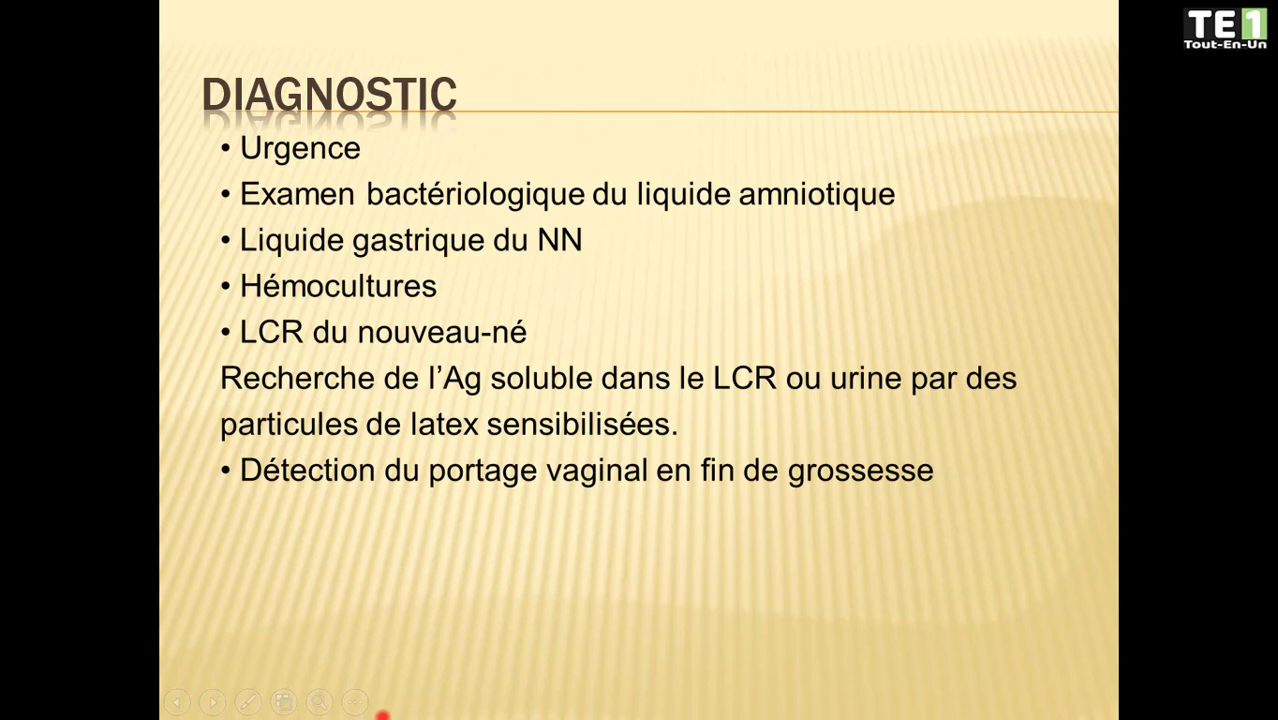 TE1
Tout-En-Un
DIAGNOSTIC
• Urgence
• Examen bactériologique du liquide amniotique
• Liquide gastrique du NN
• Hémocultures
• LCR du nouveau-né
Recherche de l’Ag soluble dans le LCR ou urine par des
particules de latex sensibilisées.
• Détection du portage vaginal en fin de grossesse